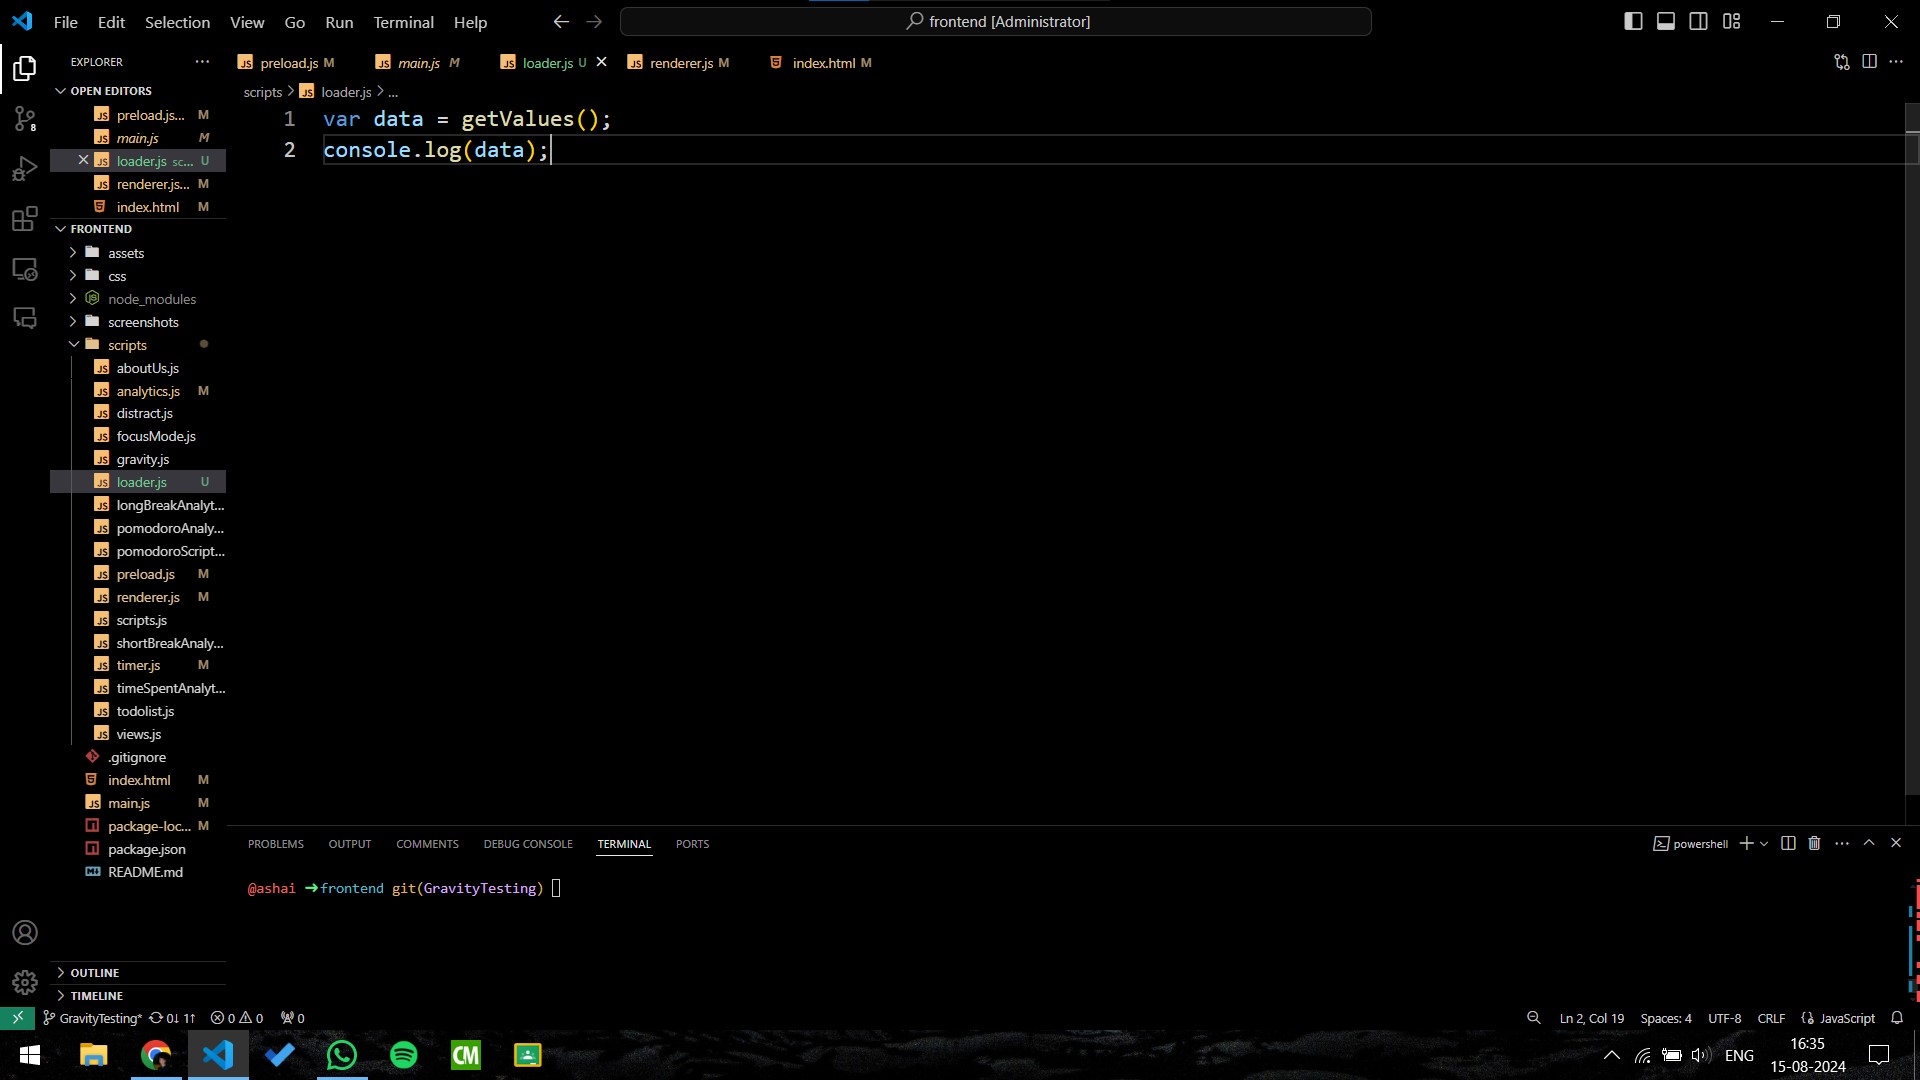 File Edit Selection View Go Run Terminal Help
frontend [Administrator]
EXPLORER
preload.js M
main.js M
loader.js U
renderer.js M
index.html M
OPEN EDITORS
preload.js... M
main.js M
loader.js sc... U
renderer.js... M
index.html M
FRONTEND
assets
css
node_modules
screenshots
scripts
aboutUs.js
analytics.js M
distract.js
focusMode.js
gravity.js
loader.js U
longBreakAnalyt...
pomodoroAnaly...
pomodoroScript...
preload.js M
renderer.js M
scripts.js
shortBreakAnaly...
timer.js M
timeSpentAnalyt...
todolist.js
views.js
.gitignore
index.html M
main.js M
package-loc... M
package.json
README.md
OUTLINE
TIMELINE
scripts > loader.js > ...
1 var data = getValues();
2 console.log(data);
PROBLEMS OUTPUT COMMENTS DEBUG CONSOLE TERMINAL PORTS
powershell
@ashai ➜frontend git(GravityTesting)
GravityTesting* 0↓ 1↑ 0 0 0
Ln 2, Col 19 Spaces: 4 UTF-8 CRLF JavaScript
CM
ENG
16:35
15-08-2024